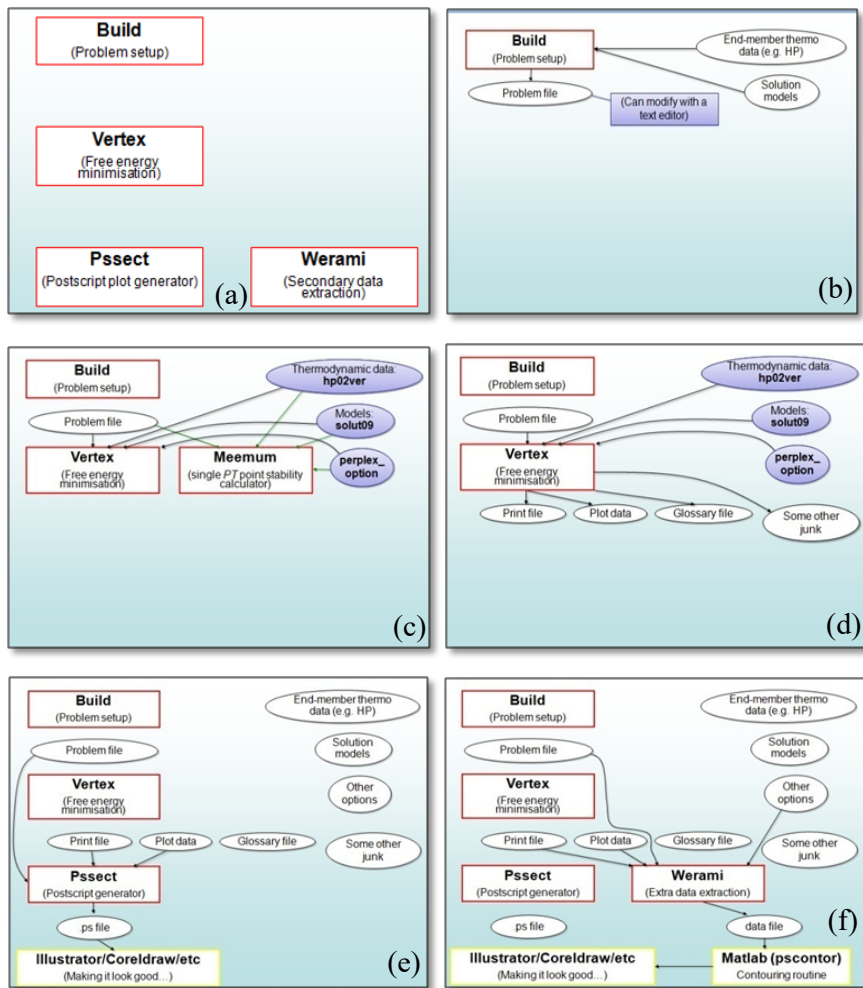 Build
(Problem setup)
Vertex
(Free energy
minimisation)
Pssect
(Postscript plot generator)
Werami
(Secondary data
extraction)
(a)
Build
(Problem setup)
End-member thermo
data (e.g. HP)
Solution
models
Problem file
(Can modify with a
text editor)
(b)
Build
(Problem setup)
Thermodynamic data:
hp02ver
Problem file
Models:
solut09
Vertex
(Free energy
minimisation)
Meemum
(single PT point stability
calculator)
perplex_
option
(c)
Build
(Problem setup)
Thermodynamic data:
hp02ver
Problem file
Models:
solut09
Vertex
(Free energy
minimisation)
perplex_
option
Print file
Plot data
Glossary file
Some other
junk
(d)
Build
(Problem setup)
End-member thermo
data (e.g. HP)
Problem file
Solution
models
Vertex
(Free energy
minimisation)
Other
options
Print file
Plot data
Glossary file
Some other
junk
Pssect
(Postscript generator)
.ps file
Illustrator/Coreldraw/etc
(Making it look good...)
(e)
Build
(Problem setup)
End-member thermo
data (e.g. HP)
Problem file
Solution
models
Vertex
(Free energy
minimisation)
Other
options
Print file
Plot data
Glossary file
Some other
junk
Pssect
(Postscript generator)
Werami
(Extra data extraction)
.ps file
data file
Illustrator/Coreldraw/etc
(Making it look good...)
Matlab (pscontor)
Contouring routine
(f)